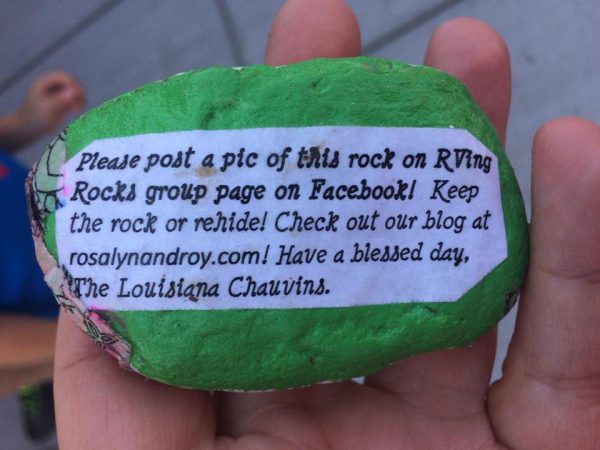 Please post a pic of this rock on RVing
Rocks group page on Facebook! Keep
the rock or rehide! Check out our blog at
rosalynandroy.com! Have a blessed day,
The Louisiana Chauvins.